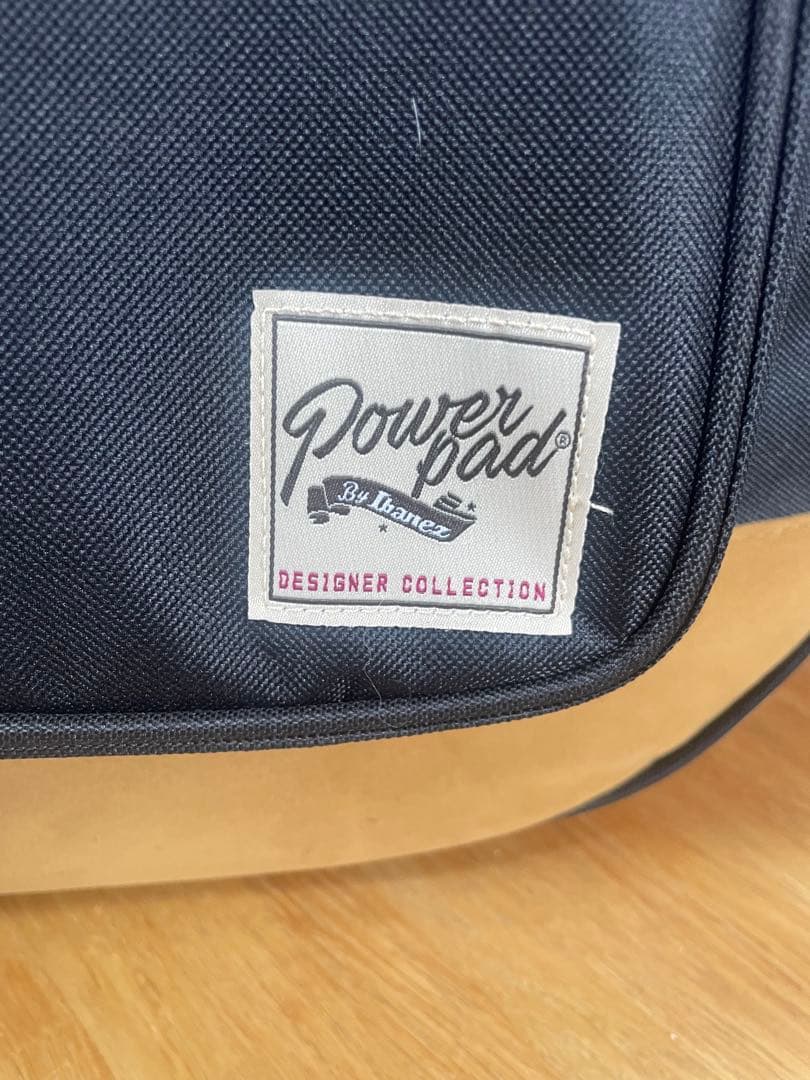 Power
pad®
By Ibanez
DESIGNER COLLECTION